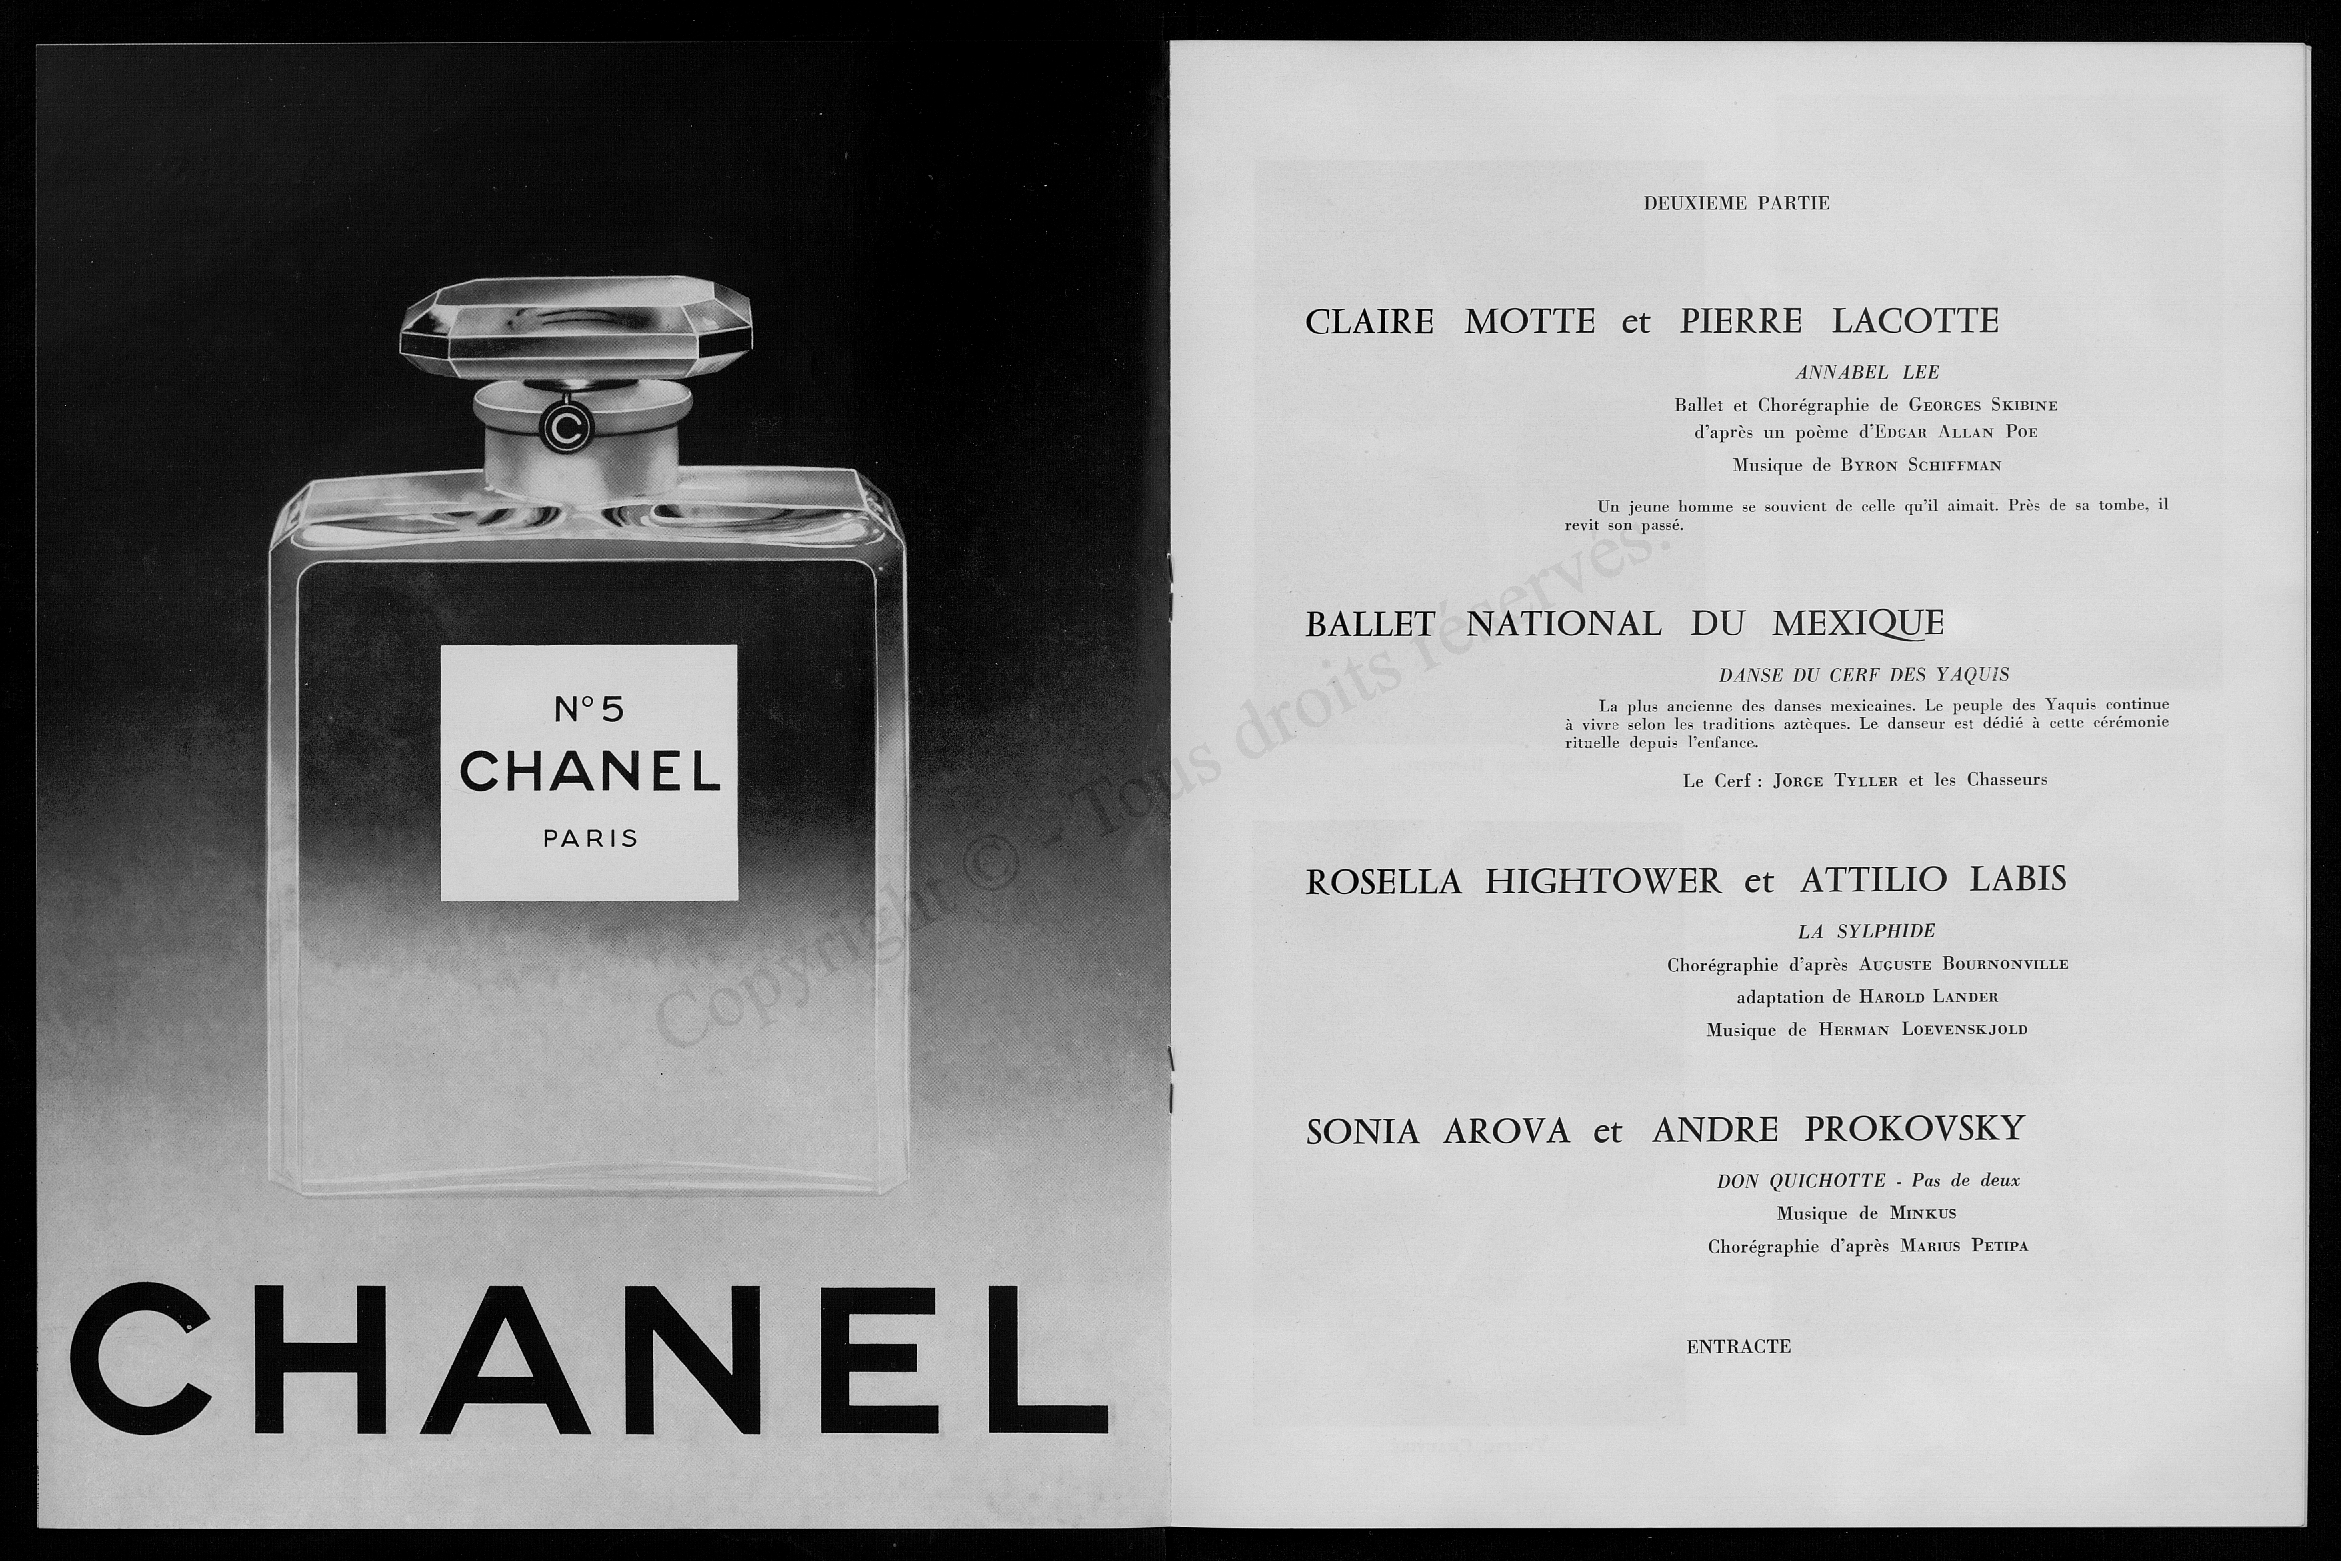 C
N° 5
CHANEL
PARIS
CHANEL
DEUXIEME PARTIE
CLAIRE MOTTE et PIERRE LACOTTE
ANNABEL LEE
Ballet et Chorégraphie de GEORGES SKIBINE
d'après un poème d'EDGAR ALLAN POE
Musique de BYRON SCHIFFMAN
Un jeune homme se souvient de celle qu'il aimait. Près de sa tombe, il
revit son passé.
BALLET NATIONAL DU MEXIQUE
DANSE DU CERF DES YAQUIS
La plus ancienne des danses mexicaines. Le peuple des Yaquis continue
à vivre selon les traditions aztèques. Le danseur est dédié à cette cérémonie
rituelle depuis l'enfance.
Le Cerf : JORGE TYLLER et les Chasseurs
ROSELLA HIGHTOWER et ATTILIO LABIS
LA SYLPHIDE
Chorégraphie d'après AUGUSTE BOURNONVILLE
adaptation de HAROLD LANDER
Musique de HERMAN LOEVENSKJOLD
SONIA AROVA et ANDRE PROKOVSKY
DON QUICHOTTE - Pas de deux
Musique de MINKUS
Chorégraphie d'après MARIUS PETIPA
ENTRACTE
Copyright © - Tous droits réservés.